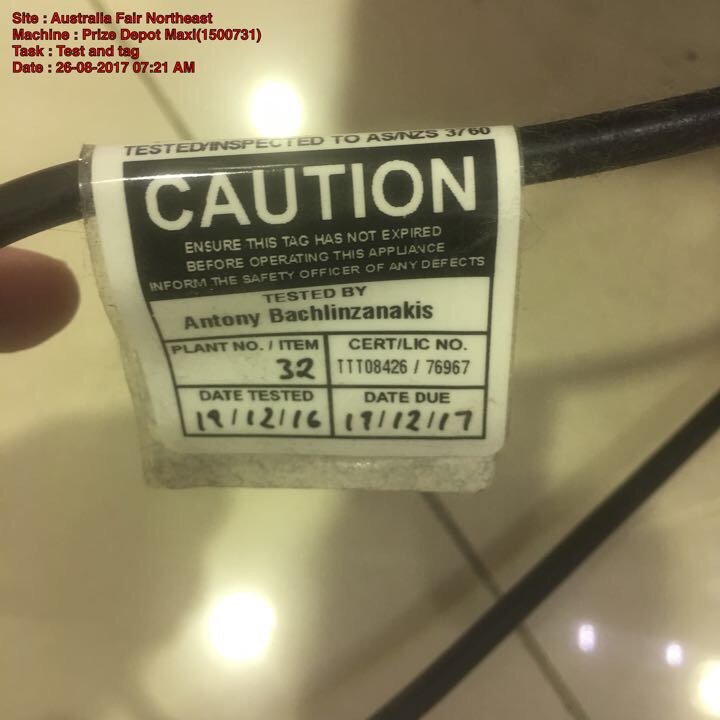 Site : Australia Fair Northeast
Machine : Prize Depot Maxi(1500731)
Task : Test and tag
Date : 26-08-2017 07:21 AM
TESTED/INSPECTED TO AS/NZS 3760
CAUTION
ENSURE THIS TAG HAS NOT EXPIRED
BEFORE OPERATING THIS APPLIANCE
INFORM THE SAFETY OFFICER OF ANY DEFECTS
TESTED BY
Antony Bachlinzanakis
PLANT NO. / ITEM
32
CERT/LIC NO.
TTT08426 / 76967
DATE TESTED
19/12/16
DATE DUE
19/12/17